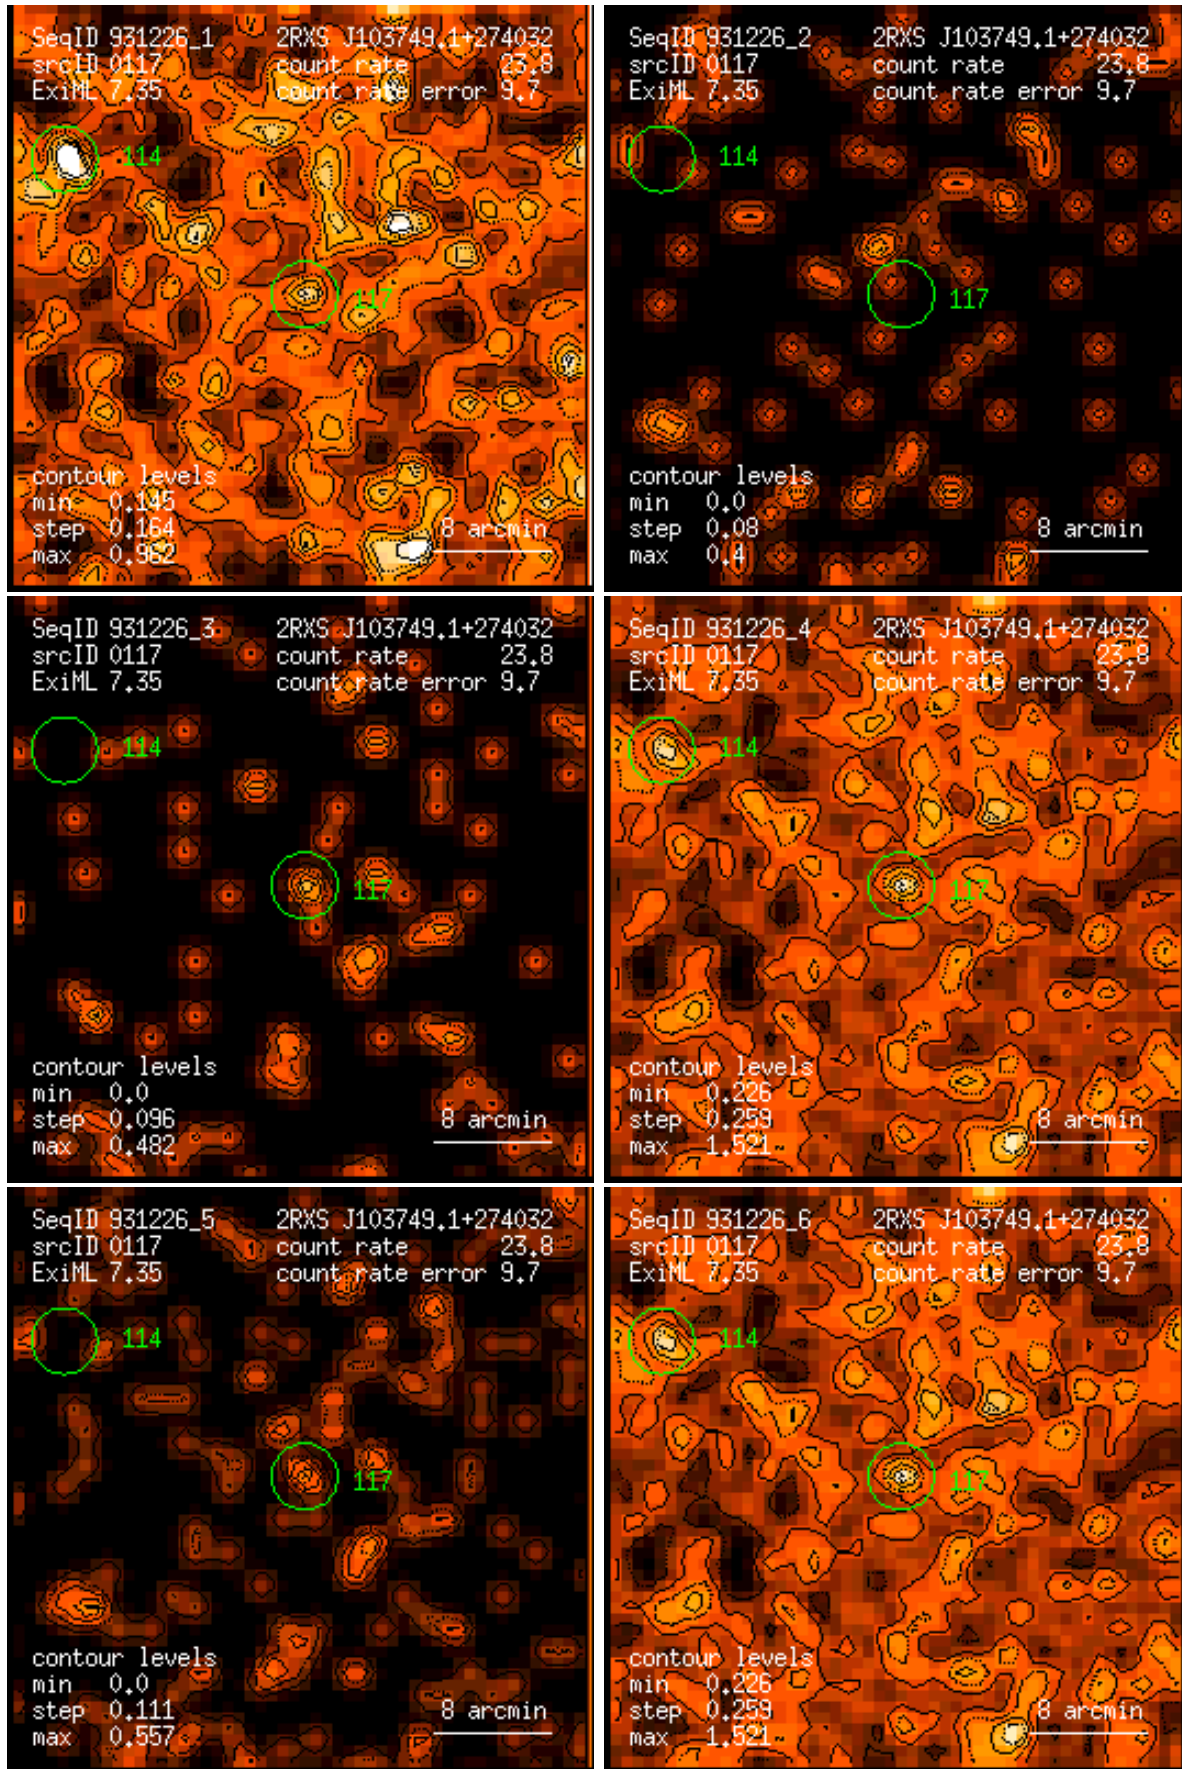 SeqID 931226_1 2RXS J103749.1+274032
srcID 0117 count rate 23.8
ExiML 7.35 count rate error 9.7
114
117
contour levels
min 0.145
step 0.164 8 arcmin
max 0.962
SeqID 931226_2 2RXS J103749.1+274032
srcID 0117 count rate 23.8
ExiML 7.35 count rate error 9.7
114
117
contour levels
min 0.0
step 0.08 8 arcmin
max 0.4
SeqID 931226_3 2RXS J103749.1+274032
srcID 0117 count rate 23.8
ExiML 7.35 count rate error 9.7
114
117
contour levels
min 0.0
step 0.096 8 arcmin
max 0.482
SeqID 931226_4 2RXS J103749.1+274032
srcID 0117 count rate 23.8
ExiML 7.35 count rate error 9.7
114
117
contour levels
min 0.226
step 0.259 8 arcmin
max 1.521
SeqID 931226_5 2RXS J103749.1+274032
srcID 0117 count rate 23.8
ExiML 7.35 count rate error 9.7
114
117
contour levels
min 0.0
step 0.111 8 arcmin
max 0.557
SeqID 931226_6 2RXS J103749.1+274032
srcID 0117 count rate 23.8
ExiML 7.35 count rate error 9.7
114
117
contour levels
min 0.226
step 0.259 8 arcmin
max 1.521